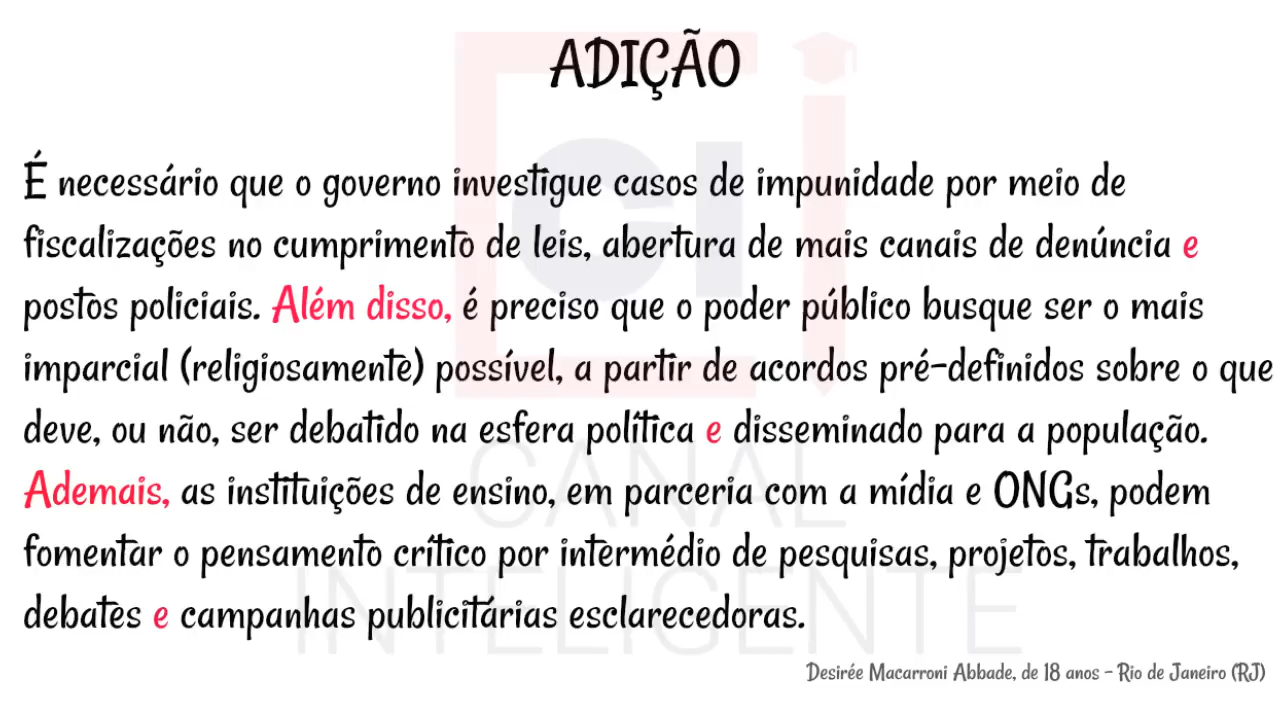 ADIÇÃO
É necessário que o governo investigue casos de impunidade por meio de
fiscalizações no cumprimento de leis, abertura de mais canais de denúncia e
postos policiais. Além disso, é preciso que o poder público busque ser o mais
imparcial (religiosamente) possível, a partir de acordos pré-definidos sobre o que
deve, ou não, ser debatido na esfera política e disseminado para a população.
Ademais, as instituições de ensino, em parceria com a mídia e ONGs, podem
fomentar o pensamento crítico por intermédio de pesquisas, projetos, trabalhos,
debates e campanhas publicitárias esclarecedoras.
Desirée Macarroni Abbade, de 18 anos - Rio de Janeiro (RJ)
CI
CANAL
INTELIGENTE